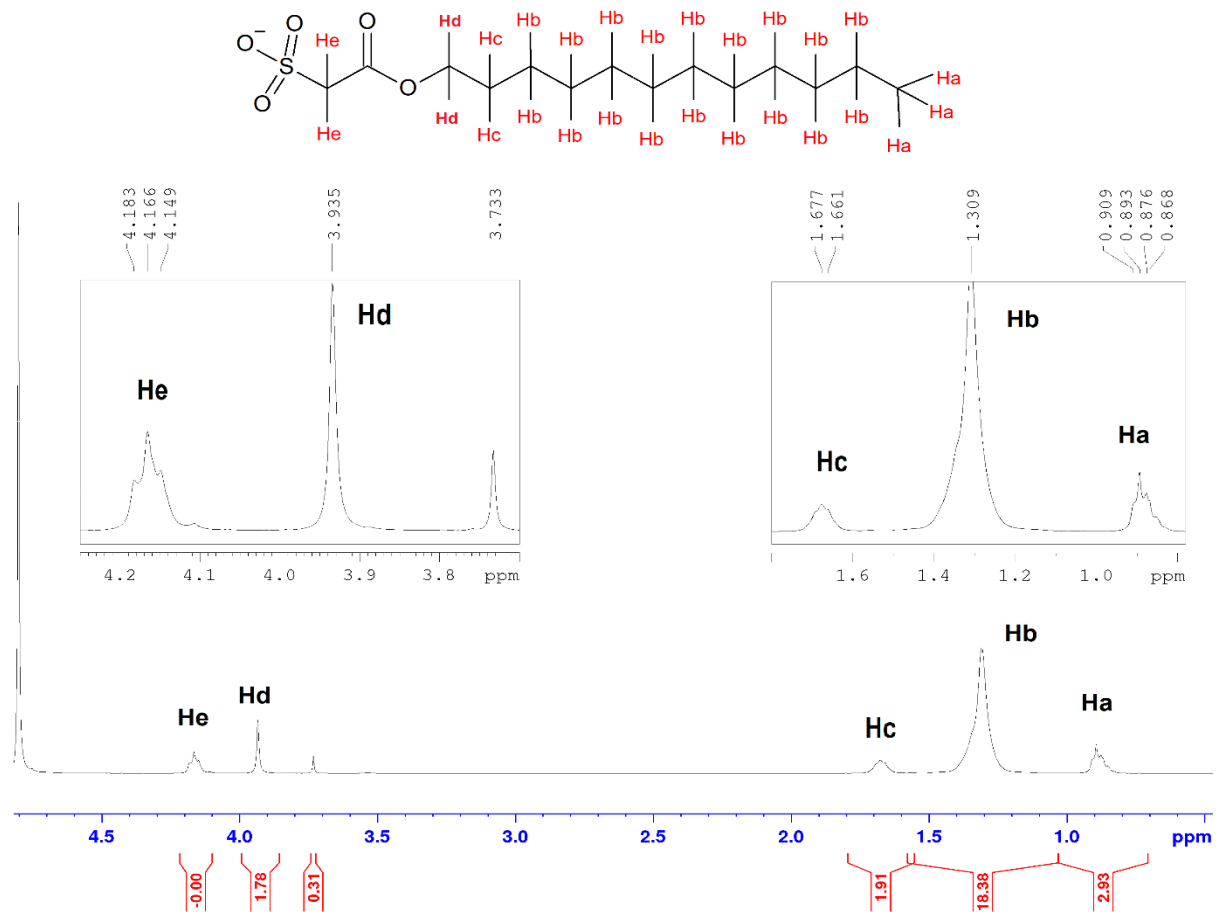 O O Hd Hb Hb Hb Hb Hb
O⁻ He Hc Hb Hb Hb Hb
S Ha
O
O Hd Hb Hb Hb Hb Hb Ha
He Hc Hb Hb Hb Hb Ha
4.183
4.166
4.149
3.935
3.733
1.677
1.661
1.309
0.909
0.893
0.876
0.868
Hd
He
4.2 4.1 4.0 3.9 3.8 ppm
Hb
Ha
Hc
1.6 1.4 1.2 1.0 ppm
He Hd Hc Hb Ha
4.5 4.0 3.5 3.0 2.5 2.0 1.5 1.0 ppm
-0.00 1.78 0.31 1.91 18.38 2.93